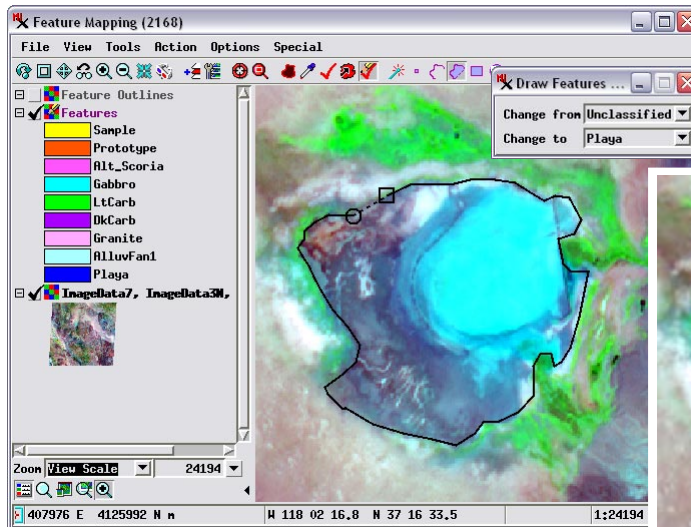 Feature Mapping (2168)
File View Tools Action Options Special
Feature Outlines
Features
Sample
Prototype
Alt_Scoria
Gabbro
LtCarb
DkCarb
Granite
AlluvFan1
Playa
ImageData7, ImageData3N,
Draw Features ...
Change from Unclassified
Change to Playa
Zoom View Scale 24194
407976 E 4125992 N m W 118 02 16.8 N 37 16 33.5 1:24194